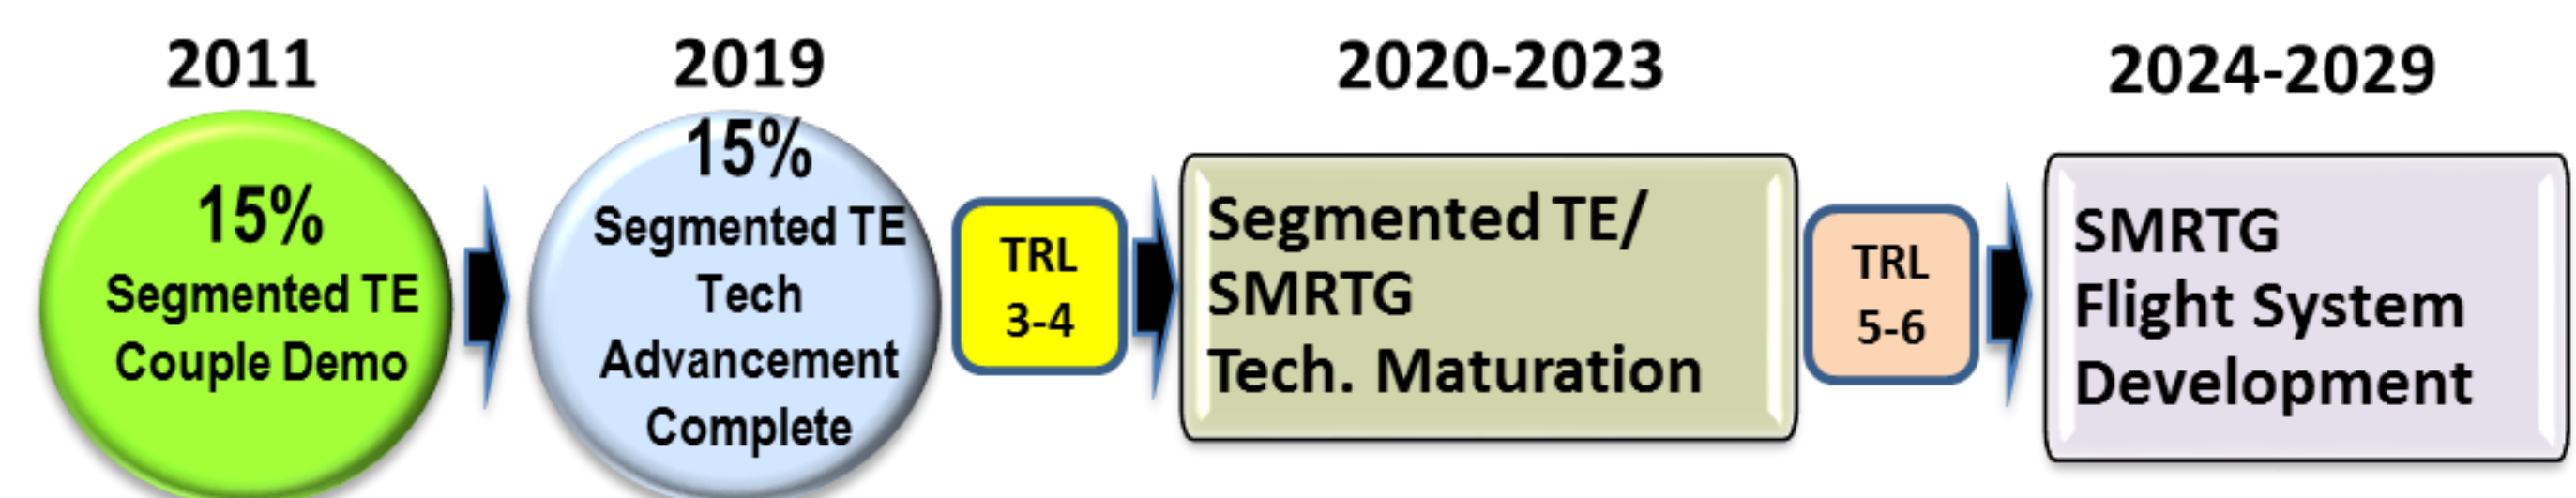 2011
15%
Segmented TE
Couple Demo
2019
15%
Segmented TE
Tech
Advancement
Complete
TRL
3-4
2020-2023
Segmented TE/
SMRTG
Tech. Maturation
TRL
5-6
2024-2029
SMRTG
Flight System
Development